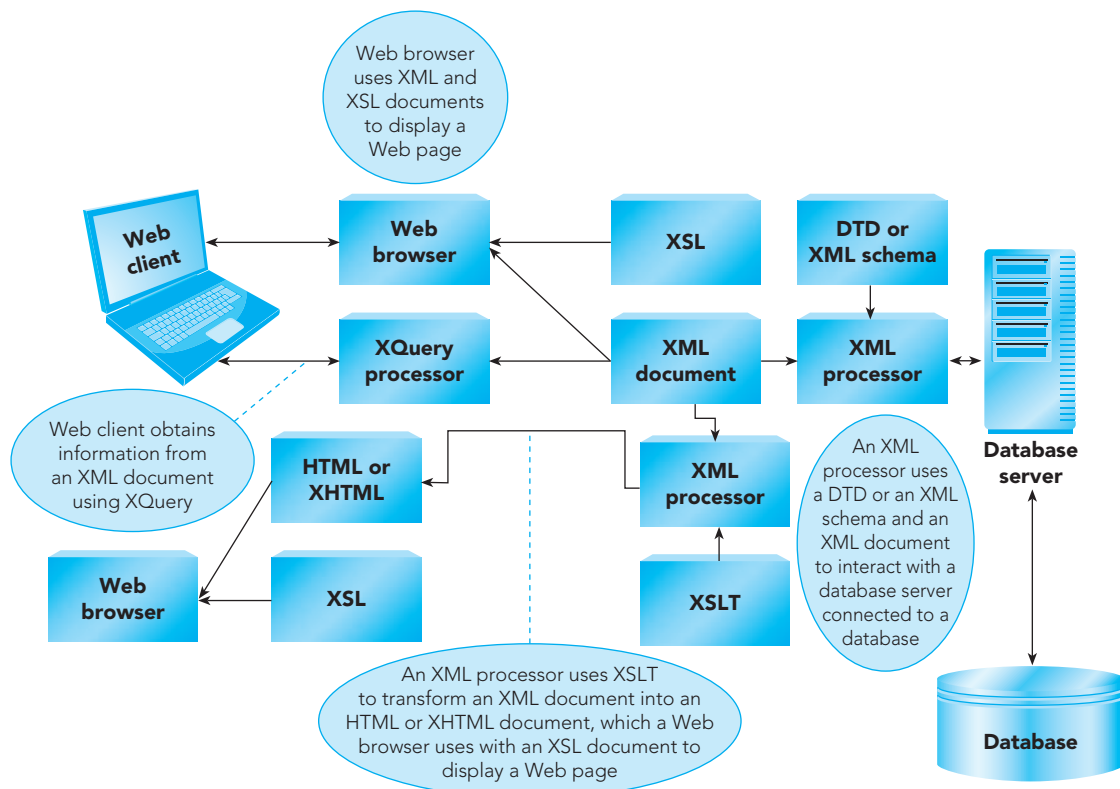 Web browser
uses XML and
XSL documents
to display a
Web page
Web
client
Web
browser
XSL
DTD or
XML schema
XQuery
processor
XML
document
XML
processor
Database
server
Web client obtains
information from
an XML document
using XQuery
HTML or
XHTML
XML
processor
An XML
processor uses
a DTD or an XML
schema and an
XML document
to interact with a
database server
connected to a
database
Web
browser
XSL
XSLT
An XML processor uses XSLT
to transform an XML document into an
HTML or XHTML document, which a Web
browser uses with an XSL document to
display a Web page
Database